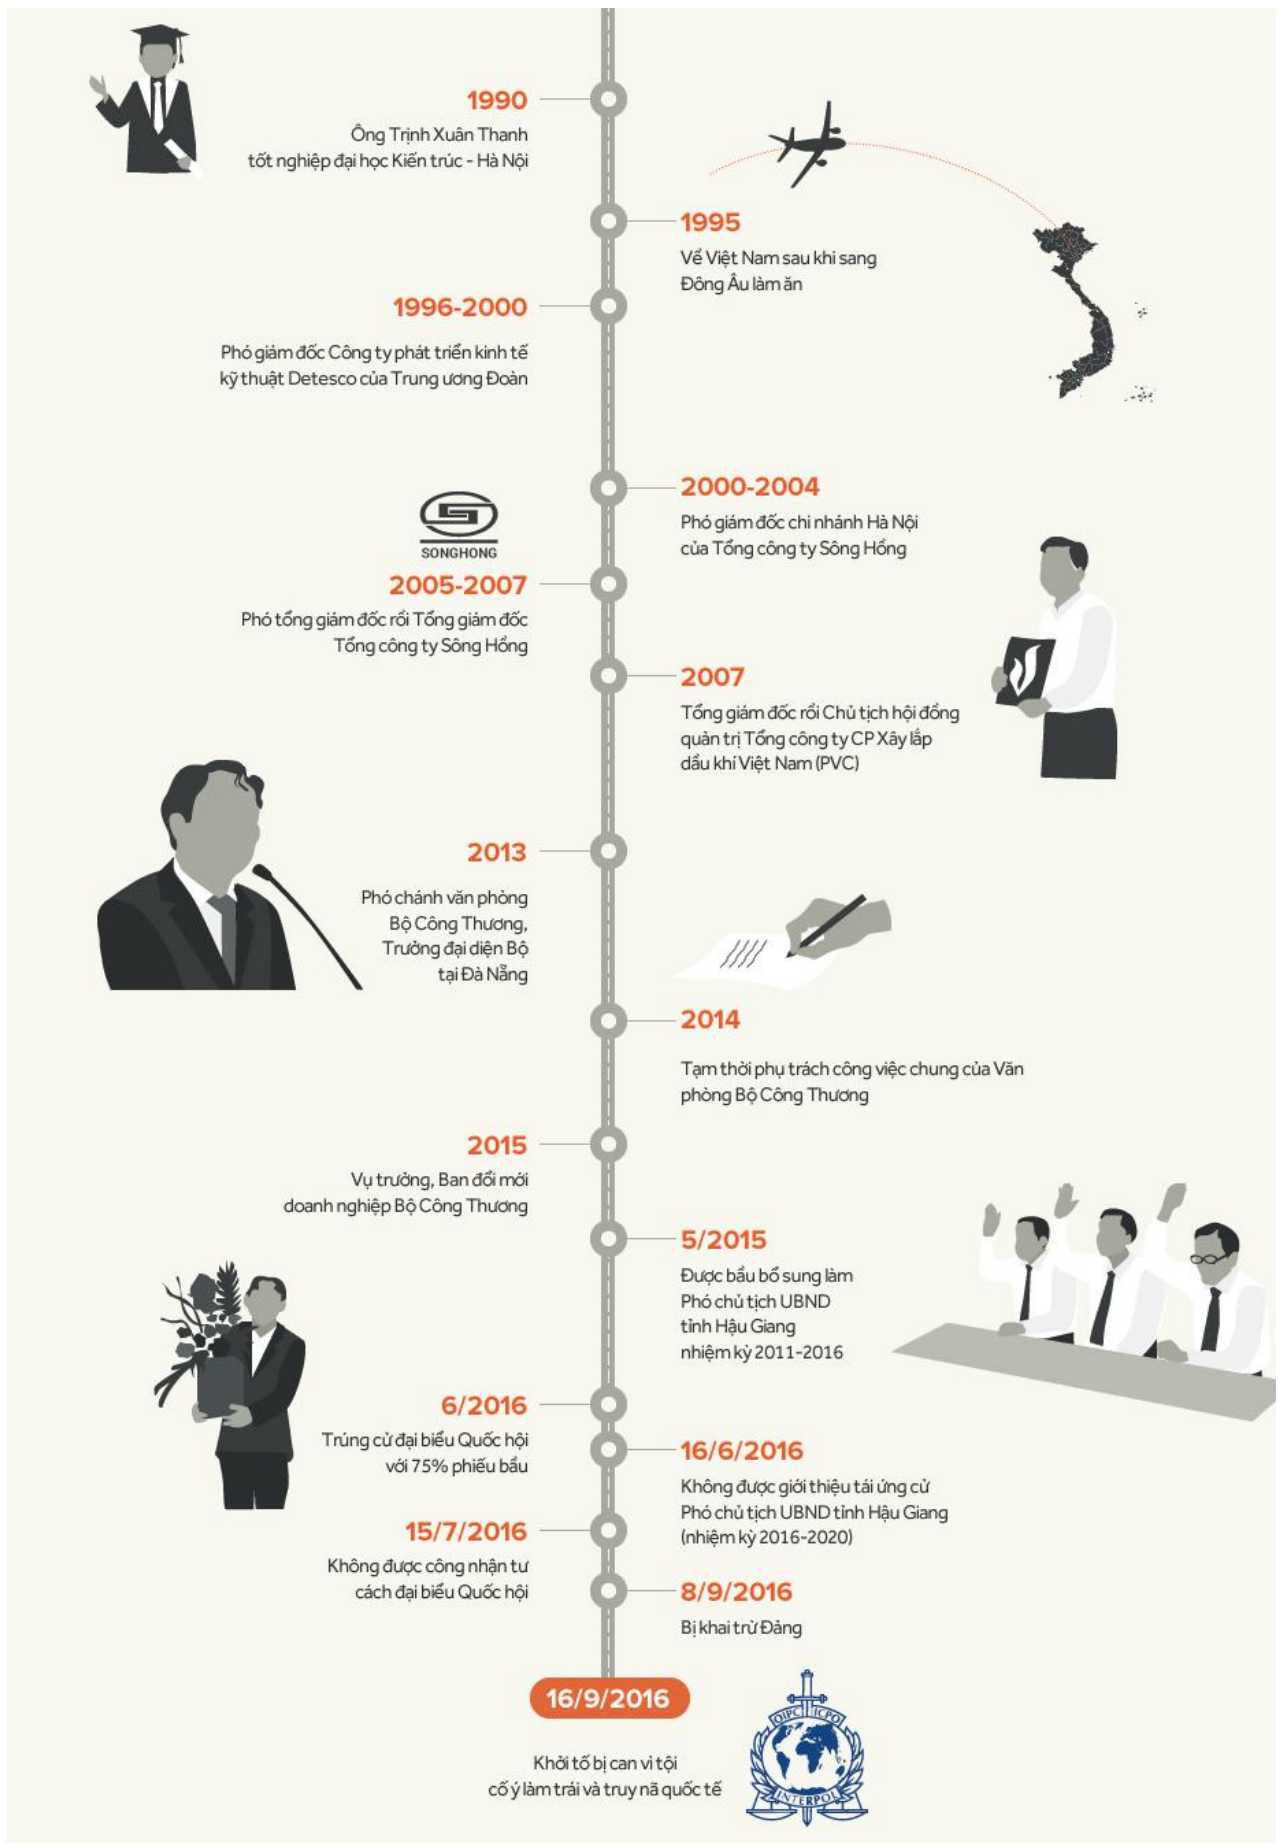 1990
Ông Trịnh Xuân Thanh
tốt nghiệp đại học Kiến trúc - Hà Nội
1995
Về Việt Nam sau khi sang
Đông Âu làm ăn
1996-2000
Phó giám đốc Công ty phát triển kinh tế
kỹ thuật Detesco của Trung ương Đoàn
2000-2004
Phó giám đốc chi nhánh Hà Nội
của Tổng công ty Sông Hồng
SONGHONG
2005-2007
Phó tổng giám đốc rồi Tổng giám đốc
Tổng công ty Sông Hồng
2007
Tổng giám đốc rồi Chủ tịch hội đồng
quản trị Tổng công ty CP Xây lắp
dầu khí Việt Nam (PVC)
2013
Phó chánh văn phòng
Bộ Công Thương,
Trưởng đại diện Bộ
tại Đà Nẵng
2014
Tạm thời phụ trách công việc chung của Văn
phòng Bộ Công Thương
2015
Vụ trưởng, Ban đổi mới
doanh nghiệp Bộ Công Thương
5/2015
Được bầu bổ sung làm
Phó chủ tịch UBND
tỉnh Hậu Giang
nhiệm kỳ 2011-2016
6/2016
Trúng cử đại biểu Quốc hội
với 75% phiếu bầu
16/6/2016
Không được giới thiệu tái ứng cử
Phó chủ tịch UBND tỉnh Hậu Giang
(nhiệm kỳ 2016-2020)
15/7/2016
Không được công nhận tư
cách đại biểu Quốc hội
8/9/2016
Bị khai trừ Đảng
16/9/2016
Khởi tố bị can vì tội
cố ý làm trái và truy nã quốc tế
OIPC ICPO
INTERPOL